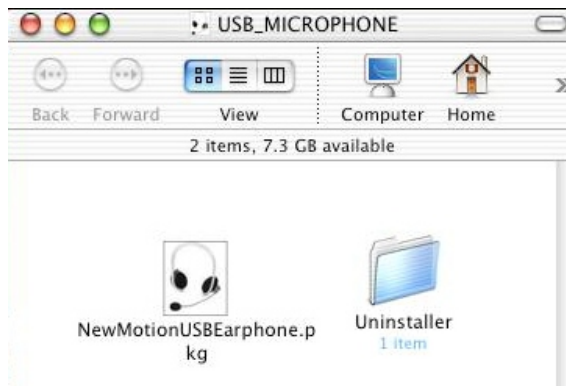 USB_MICROPHONE
Back Forward View Computer Home
2 items, 7.3 GB available
NewMotionUSBEarphone.p
kg
Uninstaller
1 item